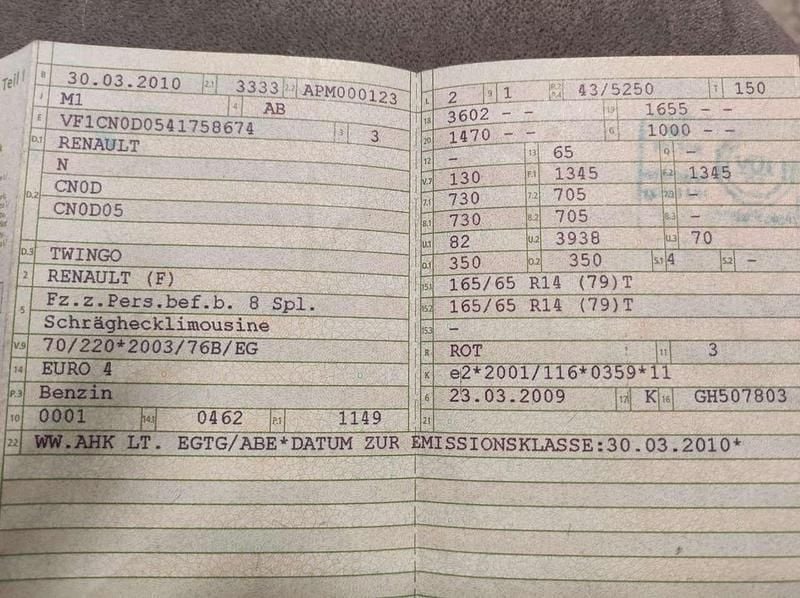 Teil I
B 30.03.2010 2.1 3333 2.2 APM000123
J M1 4 AB
E VF1CN0D0541758674 3 3
D.1 RENAULT
N
D.2 CN0D
CN0D05
D.3 TWINGO
2 RENAULT (F)
5 Fz.z.Pers.bef.b. 8 Spl.
Schräghecklimousine
V.9 70/220*2003/76B/EG
14 EURO 4
P.3 Benzin
10 0001 14.1 0462 P.1 1149
L 2 9 1 P.2 P.4 43/5250 T 150
18 3602 - - 19 1655 - -
20 1470 - - G 1000 - -
12 - 13 65 Q -
V.7 130 F.1 1345 F.2 1345
7.1 730 7.2 705 7.3 -
8.1 730 8.2 705 8.3 -
U.1 82 U.2 3938 U.3 70
O.1 350 O.2 350 S.1 4 S.2 -
15.1 165/65 R14 (79)T
15.2 165/65 R14 (79)T
15.3 -
R ROT 11 3
K e2*2001/116*0359*11
6 23.03.2009 17 K 16 GH507803
21
22 WW.AHK LT. EGTG/ABE*DATUM ZUR EMISSIONSKLASSE:30.03.2010*